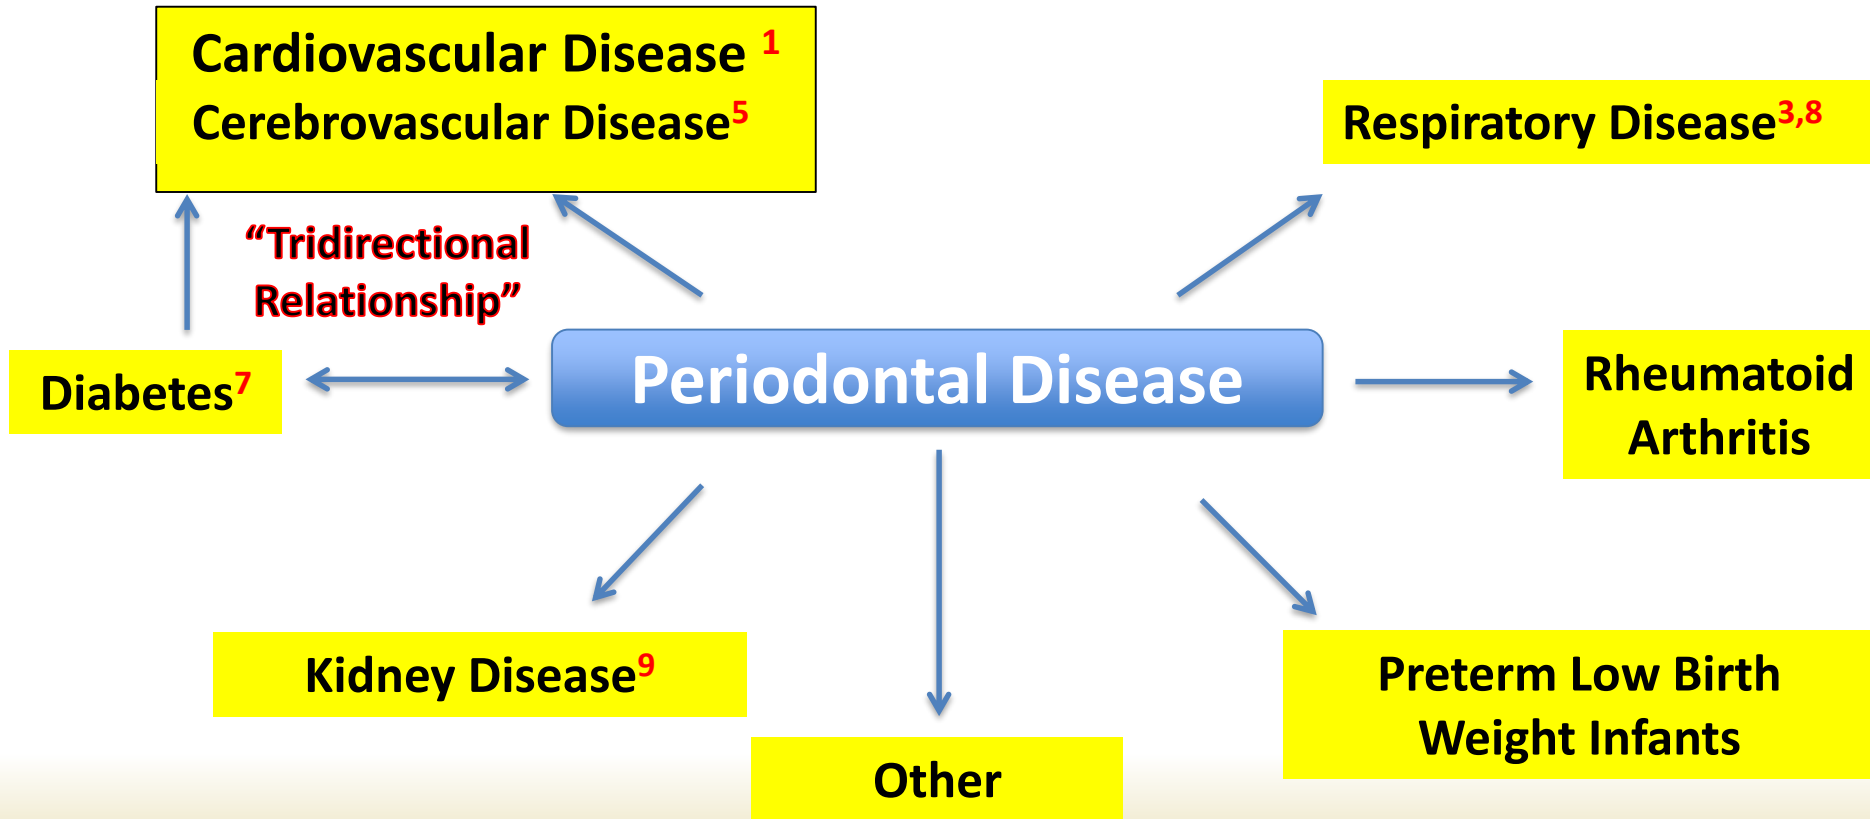 Cardiovascular Disease 1
Cerebrovascular Disease5
Respiratory Disease3,8
“Tridirectional
Relationship”
Diabetes7
Periodontal Disease
Rheumatoid
Arthritis
Kidney Disease9
Preterm Low Birth
Weight Infants
Other